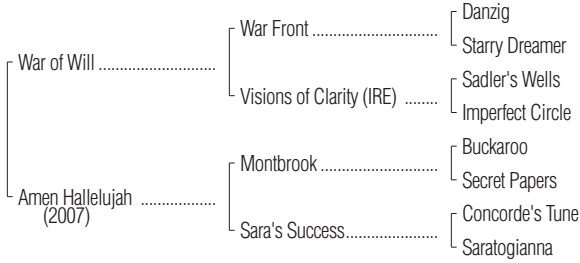 War of Will
War Front
Danzig
Starry Dreamer
Visions of Clarity (IRE)
Sadler's Wells
Imperfect Circle
Amen Hallelujah
(2007)
Montbrook
Buckaroo
Secret Papers
Sara's Success
Concorde's Tune
Saratogianna